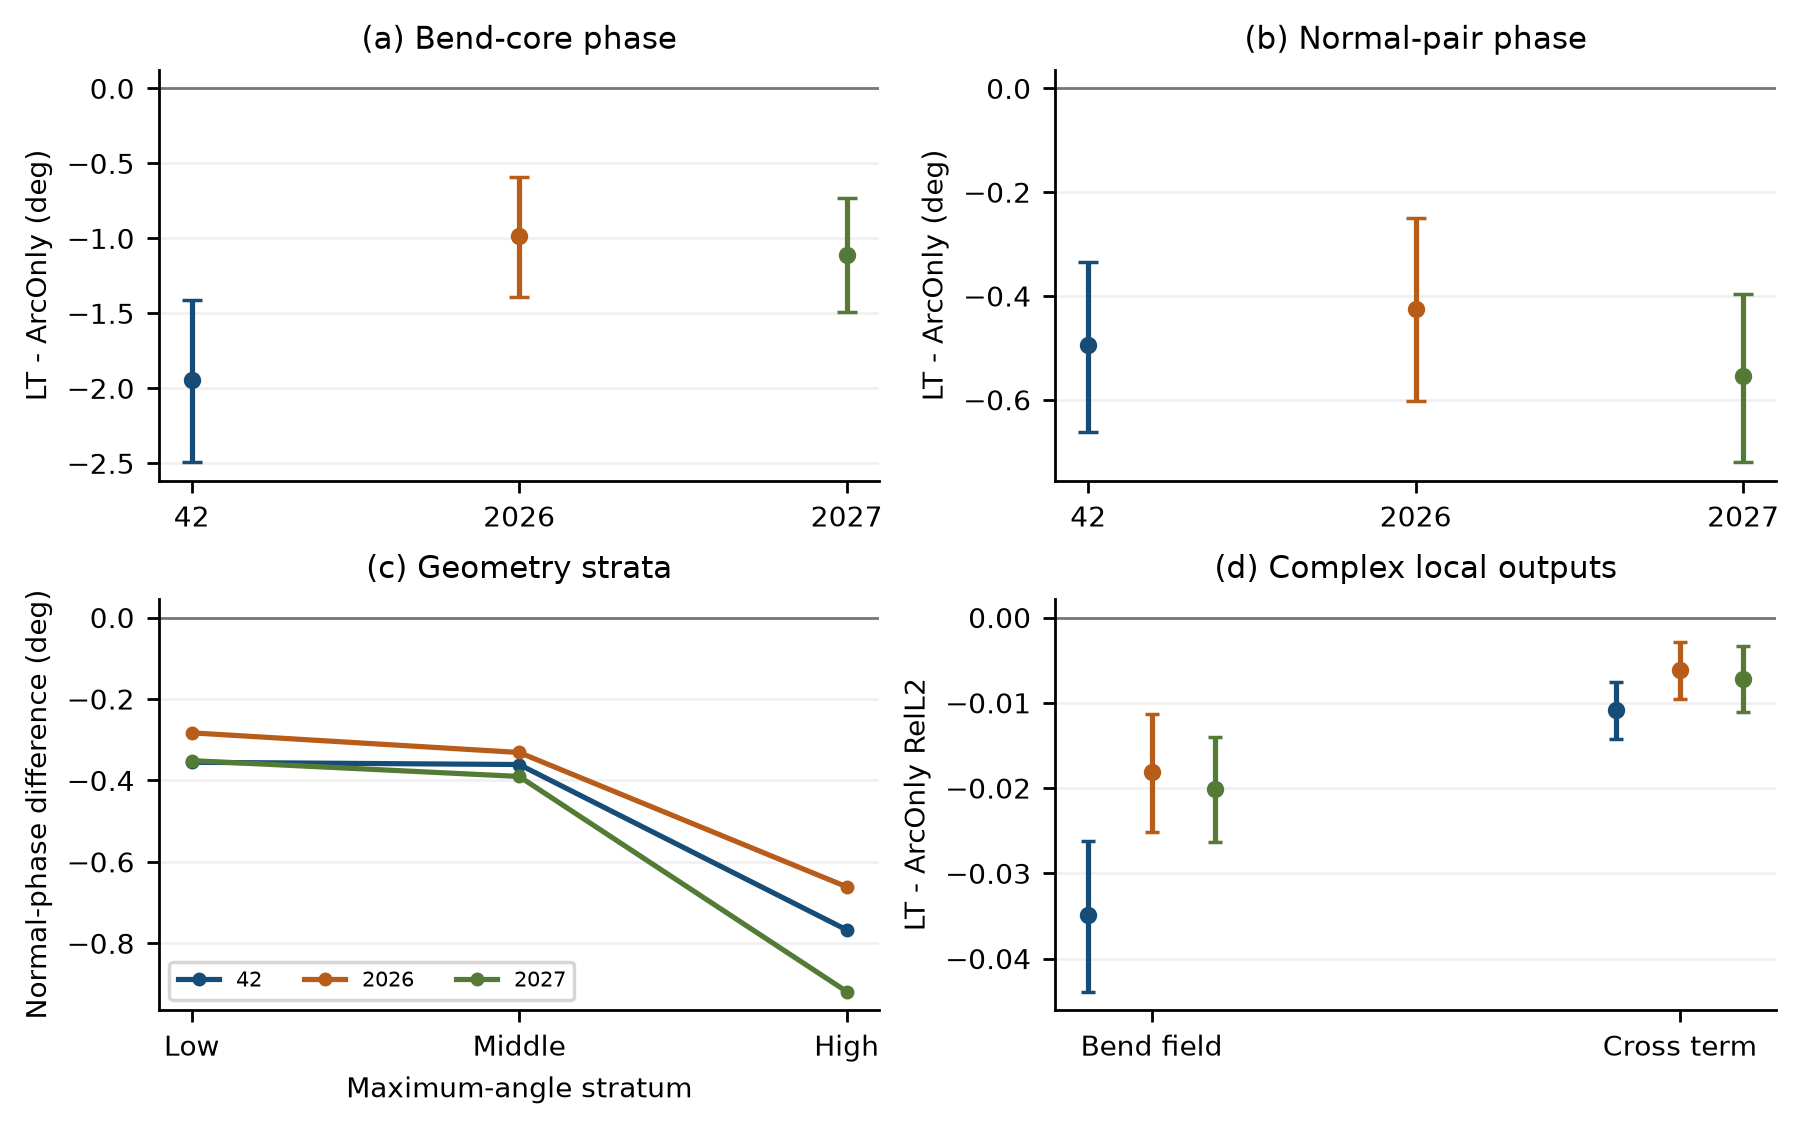 (a) Bend-core phase
LT - ArcOnly (deg)
0.0
−0.5
−1.0
−1.5
−2.0
−2.5
42
2026
2027
(b) Normal-pair phase
LT - ArcOnly (deg)
0.0
−0.2
−0.4
−0.6
42
2026
2027
(c) Geometry strata
Normal-phase difference (deg)
0.0
−0.2
−0.4
−0.6
−0.8
42
2026
2027
Low
Middle
High
Maximum-angle stratum
(d) Complex local outputs
LT - ArcOnly RelL2
0.00
−0.01
−0.02
−0.03
−0.04
Bend field
Cross term